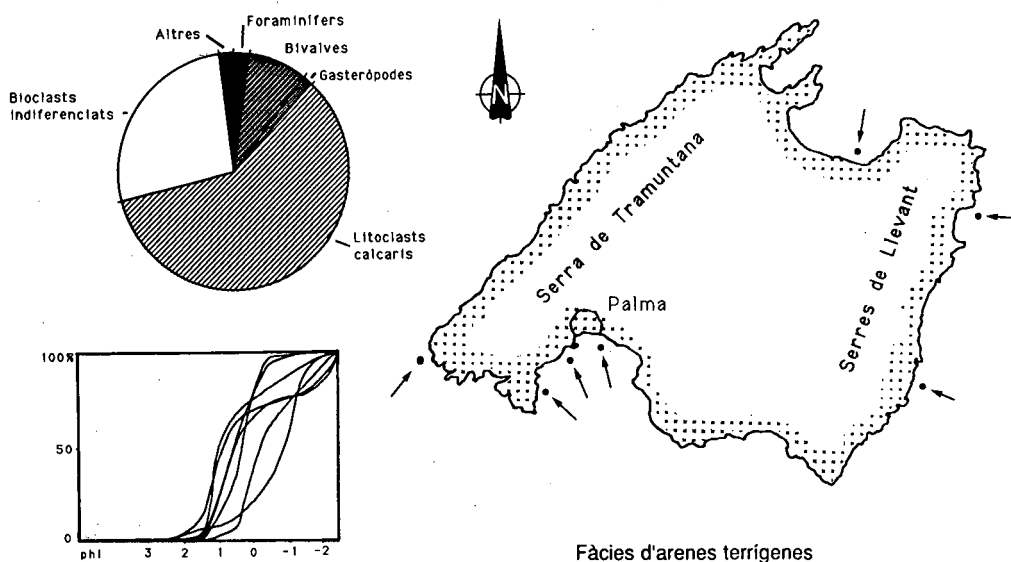 Foraminífers
Altres
Bivalves
Gasteròpodes
Bioclasts
Indiferenciats
Litoclasts
calcaris
N
Serra de Tramuntana
Serres de Llevant
Palma
100%
50
0
phi 3 2 1 0 -1 -2
Fàcies d'arenes terrígenes